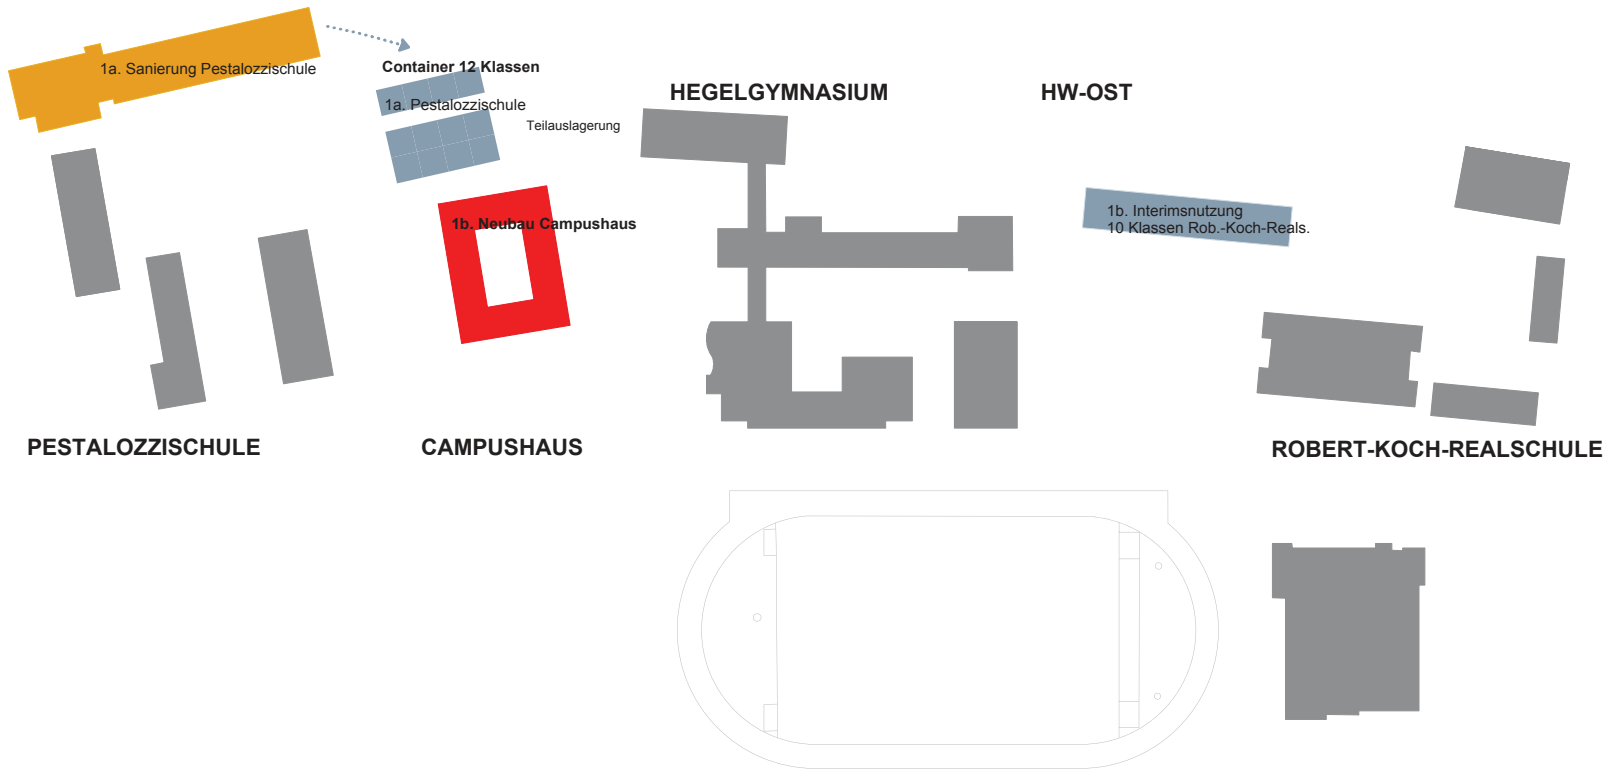 1a. Sanierung Pestalozzischule
Container 12 Klassen
1a. Pestalozzischule
Teilauslagerung
HEGELGYMNASIUM
HW-OST
1b. Neubau Campushaus
1b. Interimsnutzung
10 Klassen Rob.-Koch-Reals.
PESTALOZZISCHULE
CAMPUSHAUS
ROBERT-KOCH-REALSCHULE